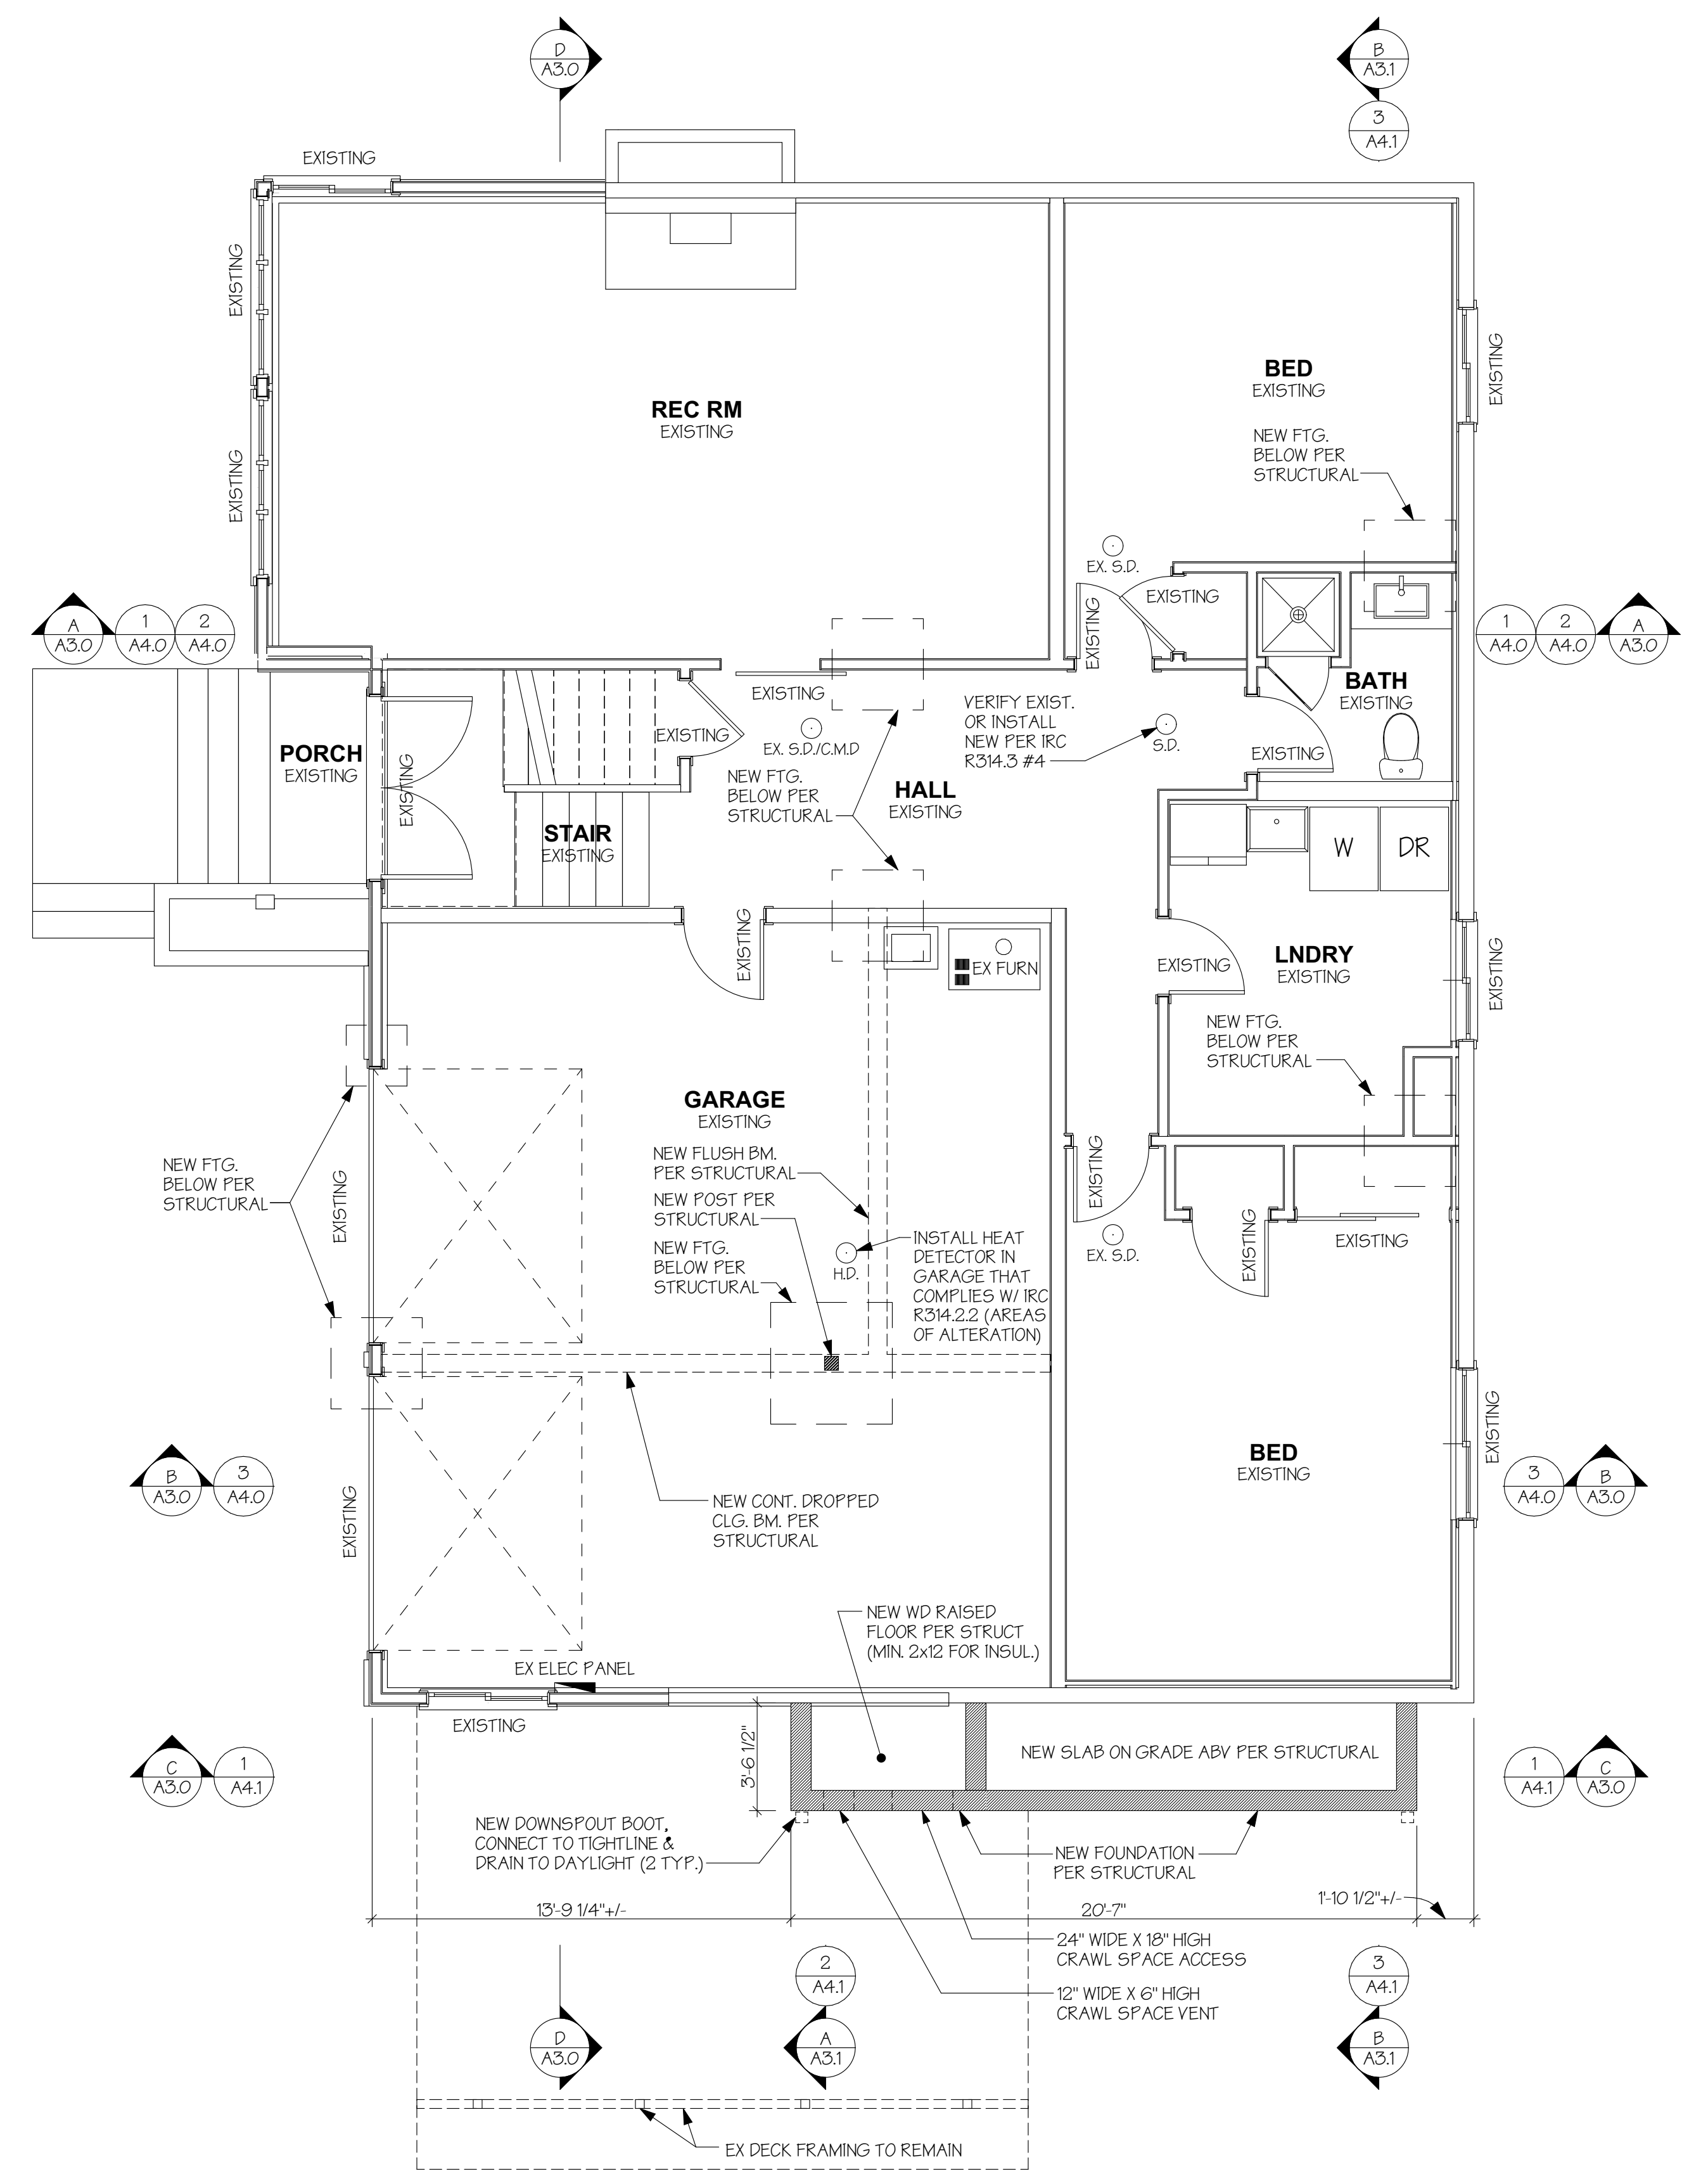 D
A3.0
B
A3.1
3
A4.1
EXISTING
EXISTING
EXISTING
REC RM
EXISTING
BED
EXISTING
EXISTING
NEW FTG.
BELOW PER
STRUCTURAL
EX. S.D.
EXISTING
EXISTING
A
A3.0
1
A4.0
2
A4.0
1
A4.0
2
A4.0
A
A3.0
BATH
EXISTING
EXISTING
EXISTING
EXISTING
PORCH
EXISTING
EXISTING
EX. S.D./C.M.D
VERIFY EXIST.
OR INSTALL
NEW PER IRC
R314.3 #4
S.D.
NEW FTG.
BELOW PER
STRUCTURAL
HALL
EXISTING
STAIR
EXISTING
W
DR
EXISTING
EX FURN
EXISTING
LNDRY
EXISTING
EXISTING
NEW FTG.
BELOW PER
STRUCTURAL
GARAGE
EXISTING
NEW FLUSH BM.
PER STRUCTURAL
NEW POST PER
STRUCTURAL
NEW FTG.
BELOW PER
STRUCTURAL
NEW FTG.
BELOW PER
STRUCTURAL
EXISTING
H.D.
INSTALL HEAT
DETECTOR IN
GARAGE THAT
COMPLIES W/ IRC
R314.2.2 (AREAS
OF ALTERATION)
EXISTING
EX. S.D.
EXISTING
EXISTING
EXISTING
BED
EXISTING
B
A3.0
3
A4.0
3
A4.0
B
A3.0
EXISTING
NEW CONT. DROPPED
CLG. BM. PER
STRUCTURAL
NEW WD RAISED
FLOOR PER STRUCT
(MIN. 2x12 FOR INSUL.)
EX ELEC PANEL
EXISTING
3'-6 1/2"
NEW SLAB ON GRADE ABV PER STRUCTURAL
C
A3.0
1
A4.1
1
A4.1
C
A3.0
NEW DOWNSPOUT BOOT,
CONNECT TO TIGHTLINE &
DRAIN TO DAYLIGHT (2 TYP.)
NEW FOUNDATION
PER STRUCTURAL
13'-9 1/4"+/-
20'-7"
1'-10 1/2"+/-
24" WIDE X 18" HIGH
CRAWL SPACE ACCESS
12" WIDE X 6" HIGH
CRAWL SPACE VENT
2
A4.1
3
A4.1
D
A3.0
A
A3.1
B
A3.1
EX DECK FRAMING TO REMAIN